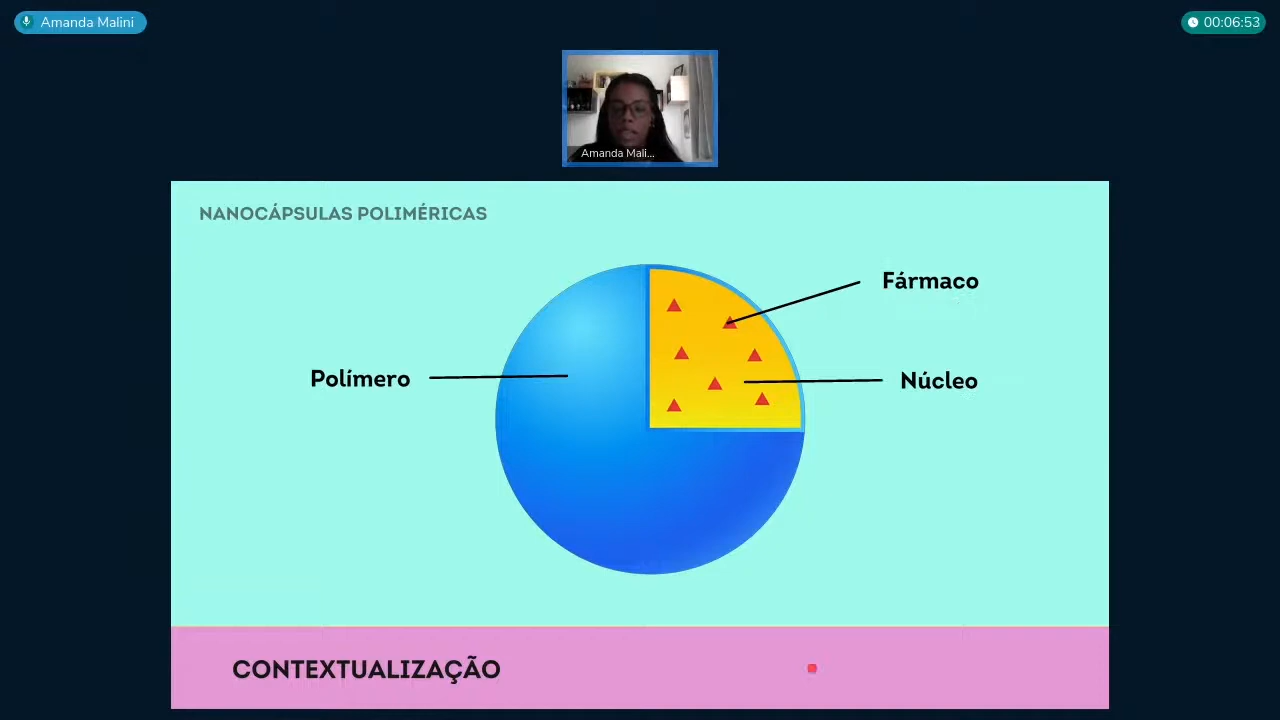 Amanda Malini
00:06:53
Amanda Mali...
NANOCÁPSULAS POLIMÉRICAS
Fármaco
Polímero
Núcleo
CONTEXTUALIZAÇÃO